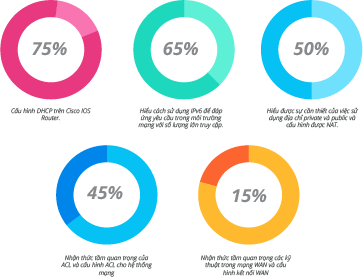 75%
65%
50%
Cấu hình DHCP trên Cisco IOS
Router.
Hiểu cách sử dụng IPv6 để đáp
ứng yêu cầu trong môi trường
mạng với số lượng lớn truy cập.
Hiểu được sự cần thiết của việc sử
dụng địa chỉ private và public và
cấu hình được NAT.
45%
15%
Nhận thức tầm quan trọng của
ACL và cấu hình ACL cho hệ thống
mạng
Nhận thức tầm quan trọng các kỹ
thuật trong mạng WAN và cấu
hình kết nối WAN